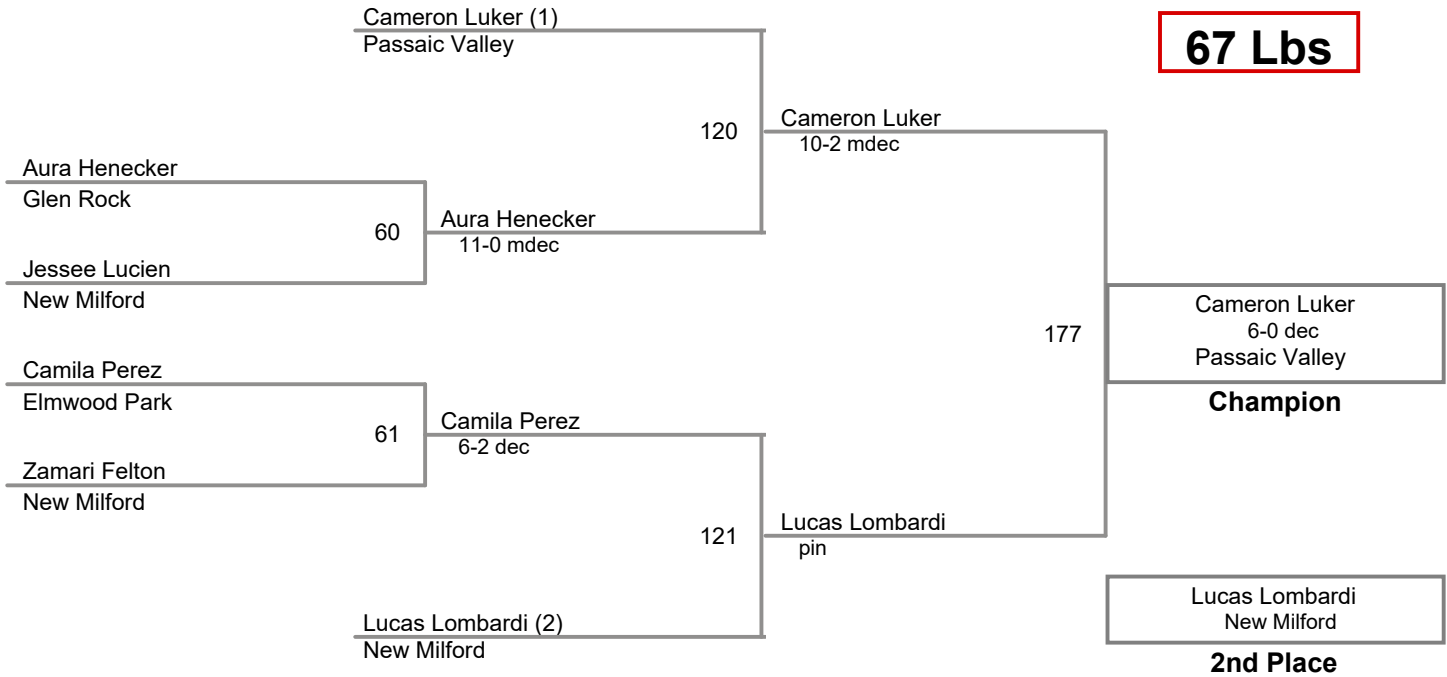 Cameron Luker (1)
Passaic Valley
67 Lbs
120
Cameron Luker
10-2 mdec
Aura Henecker
Glen Rock
60
Aura Henecker
11-0 mdec
Jessee Lucien
New Milford
177
Cameron Luker
6-0 dec
Passaic Valley
Champion
Camila Perez
Elmwood Park
61
Camila Perez
6-2 dec
Zamari Felton
New Milford
121
Lucas Lombardi
pin
Lucas Lombardi (2)
New Milford
Lucas Lombardi
New Milford
2nd Place